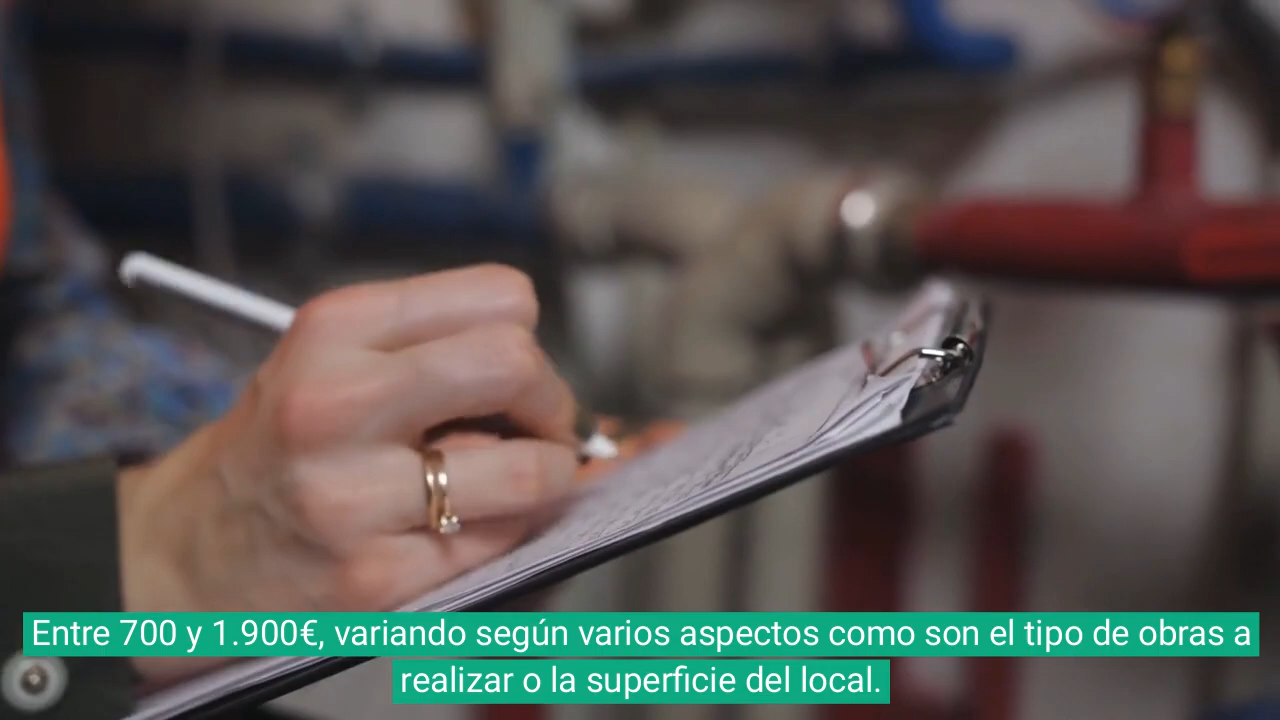 Entre 700 y 1.900€, variando según varios aspectos como son el tipo de obras a
realizar o la superficie del local.